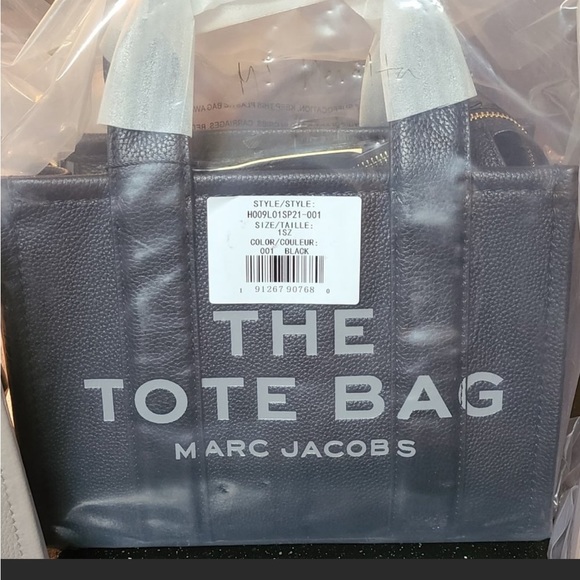 STYLE/STYLE:
H009L01SP21-001
SIZE/TAILLE:
1SZ
COLOR/COULEUR:
001 BLACK
1 91267 90768 8
THE
TOTE BAG
MARC JACOBS